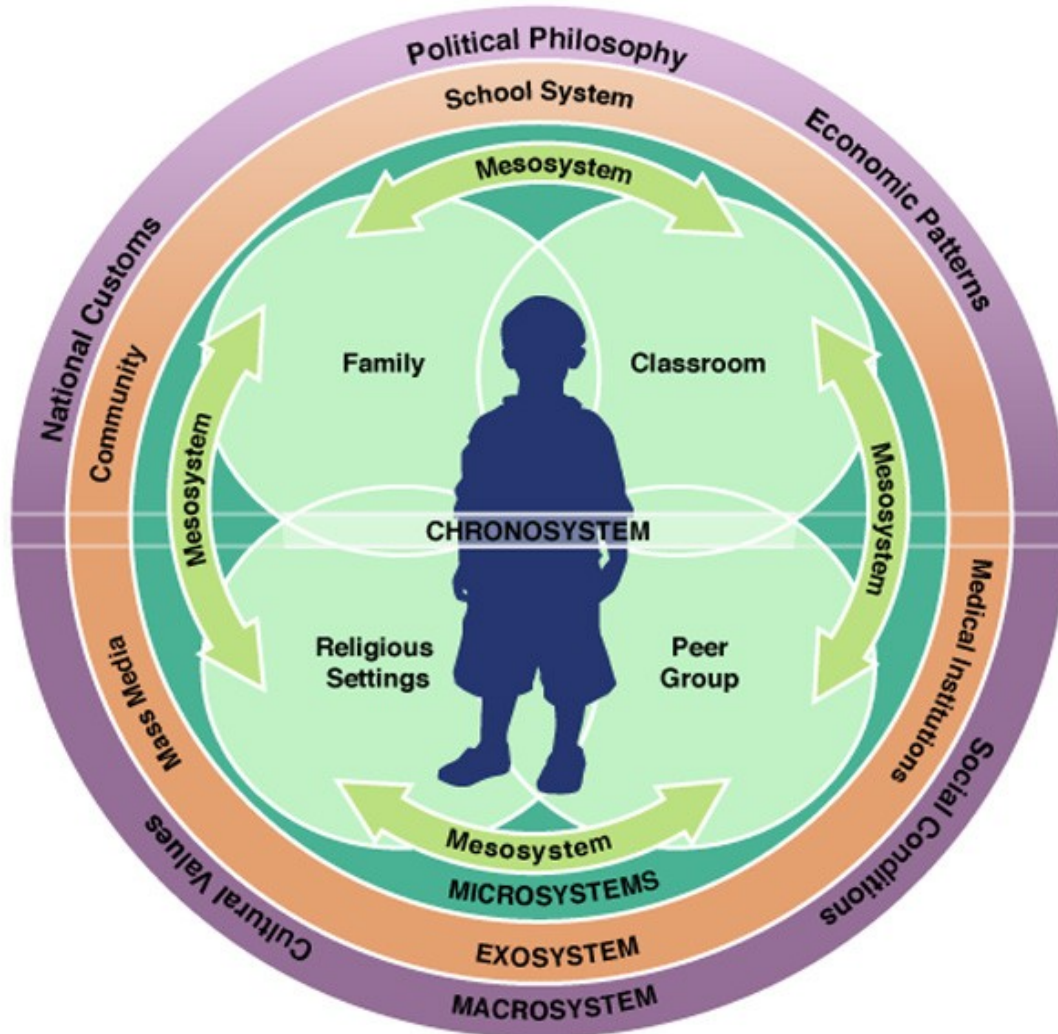 Political Philosophy
School System
Economic Patterns
Mesosystem
National Customs
Community
Family
Classroom
Mesosystem
Mesosystem
CHRONOSYSTEM
Religious
Settings
Peer
Group
Mass Media
Medical Institutions
Cultural Values
Social Conditions
Mesosystem
MICROSYSTEMS
EXOSYSTEM
MACROSYSTEM